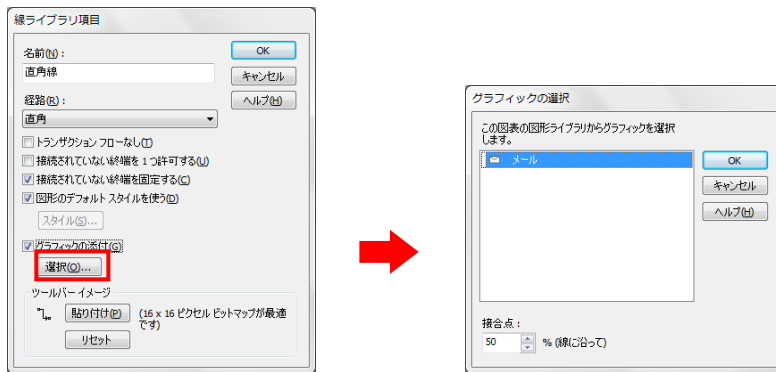 線ライブラリ項目
名前(N)：
OK
直角線
キャンセル
経路(R)：
ヘルプ(H)
直角
トランザクション フローなし(T)
接続されていない終端を 1 つ許可する(U)
接続されていない終端を固定する(C)
図形のデフォルト スタイルを使う(D)
スタイル(S)...
グラフィックの添付(G)
選択(O)...
ツールバー イメージ
貼り付け(P)
(16 x 16 ピクセル ビットマップが最適
です)
リセット
グラフィックの選択
この図表の図形ライブラリからグラフィックを選択
します。
メール
OK
キャンセル
ヘルプ(H)
接合点：
50
% (線に沿って)